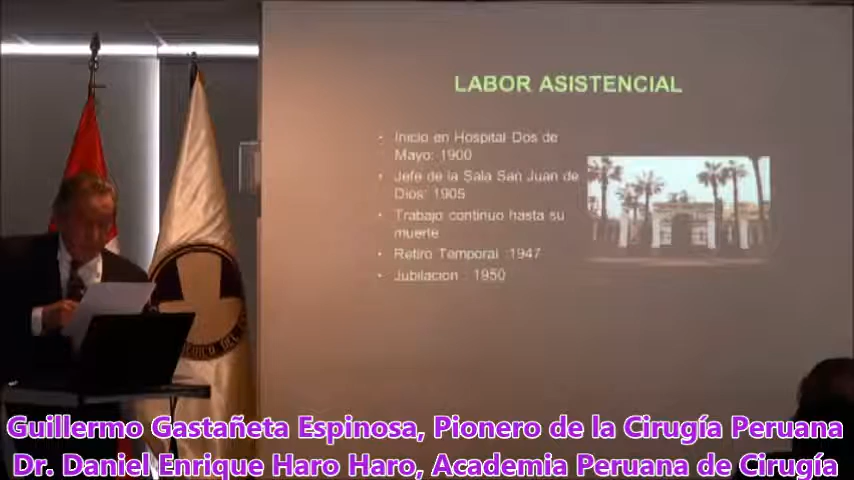 LABOR ASISTENCIAL
• Inicio en Hospital Dos de
Mayo: 1900
• Jefe de la Sala San Juan de
Dios: 1905
• Trabajo continuo hasta su
muerte
• Retiro Temporal :1947
• Jubilacion : 1950
Guillermo Gastañeta Espinosa, Pionero de la Cirugía Peruana
Dr. Daniel Enrique Haro Haro, Academia Peruana de Cirugía